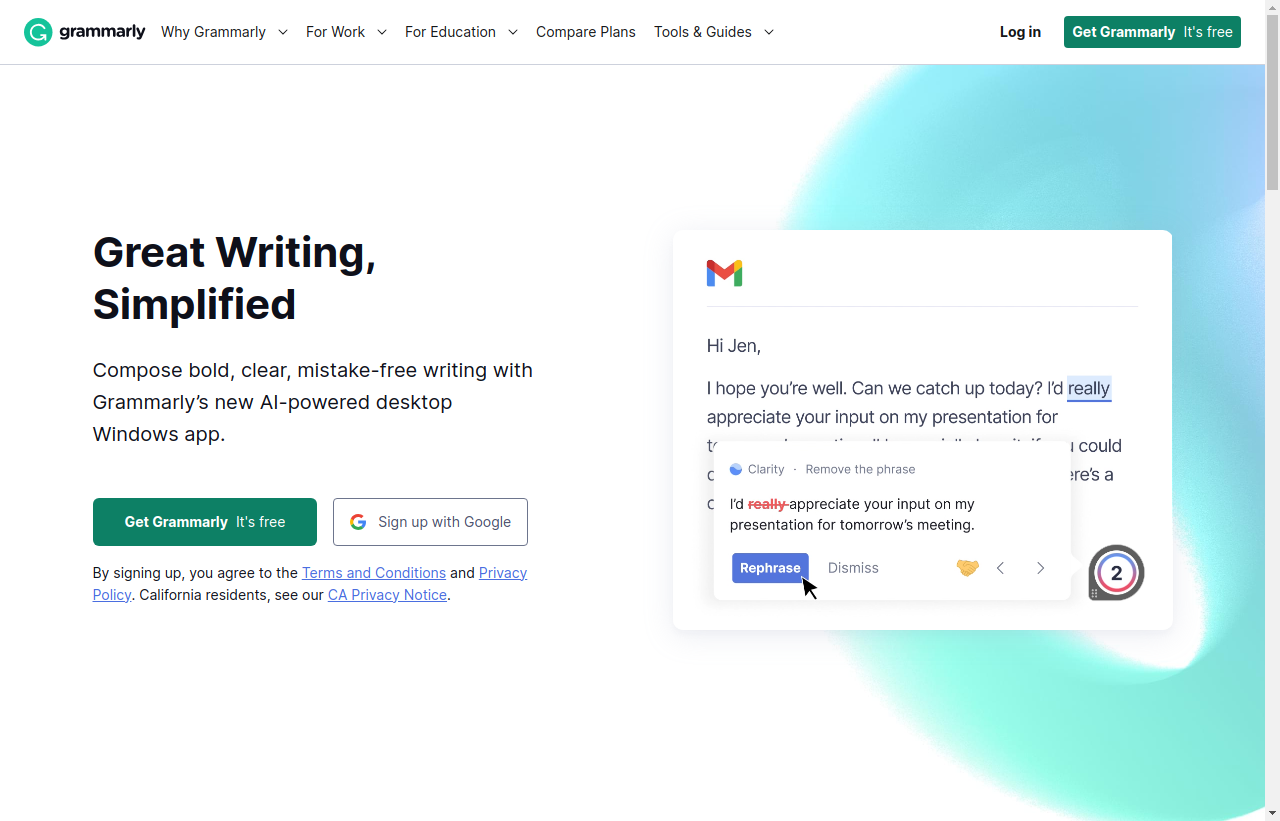 grammarly Why Grammarly For Work For Education Compare Plans Tools & Guides Log in Get Grammarly It's free
Great Writing,
Simplified
Compose bold, clear, mistake-free writing with
Grammarly’s new AI-powered desktop
Windows app.
Get Grammarly It's free Sign up with Google
By signing up, you agree to the Terms and Conditions and Privacy
Policy. California residents, see our CA Privacy Notice.
Hi Jen,
I hope you’re well. Can we catch up today? I’d really
appreciate your input on my presentation for
could
Clarity · Remove the phrase
I’d really appreciate your input on my
presentation for tomorrow’s meeting.
Rephrase Dismiss
2